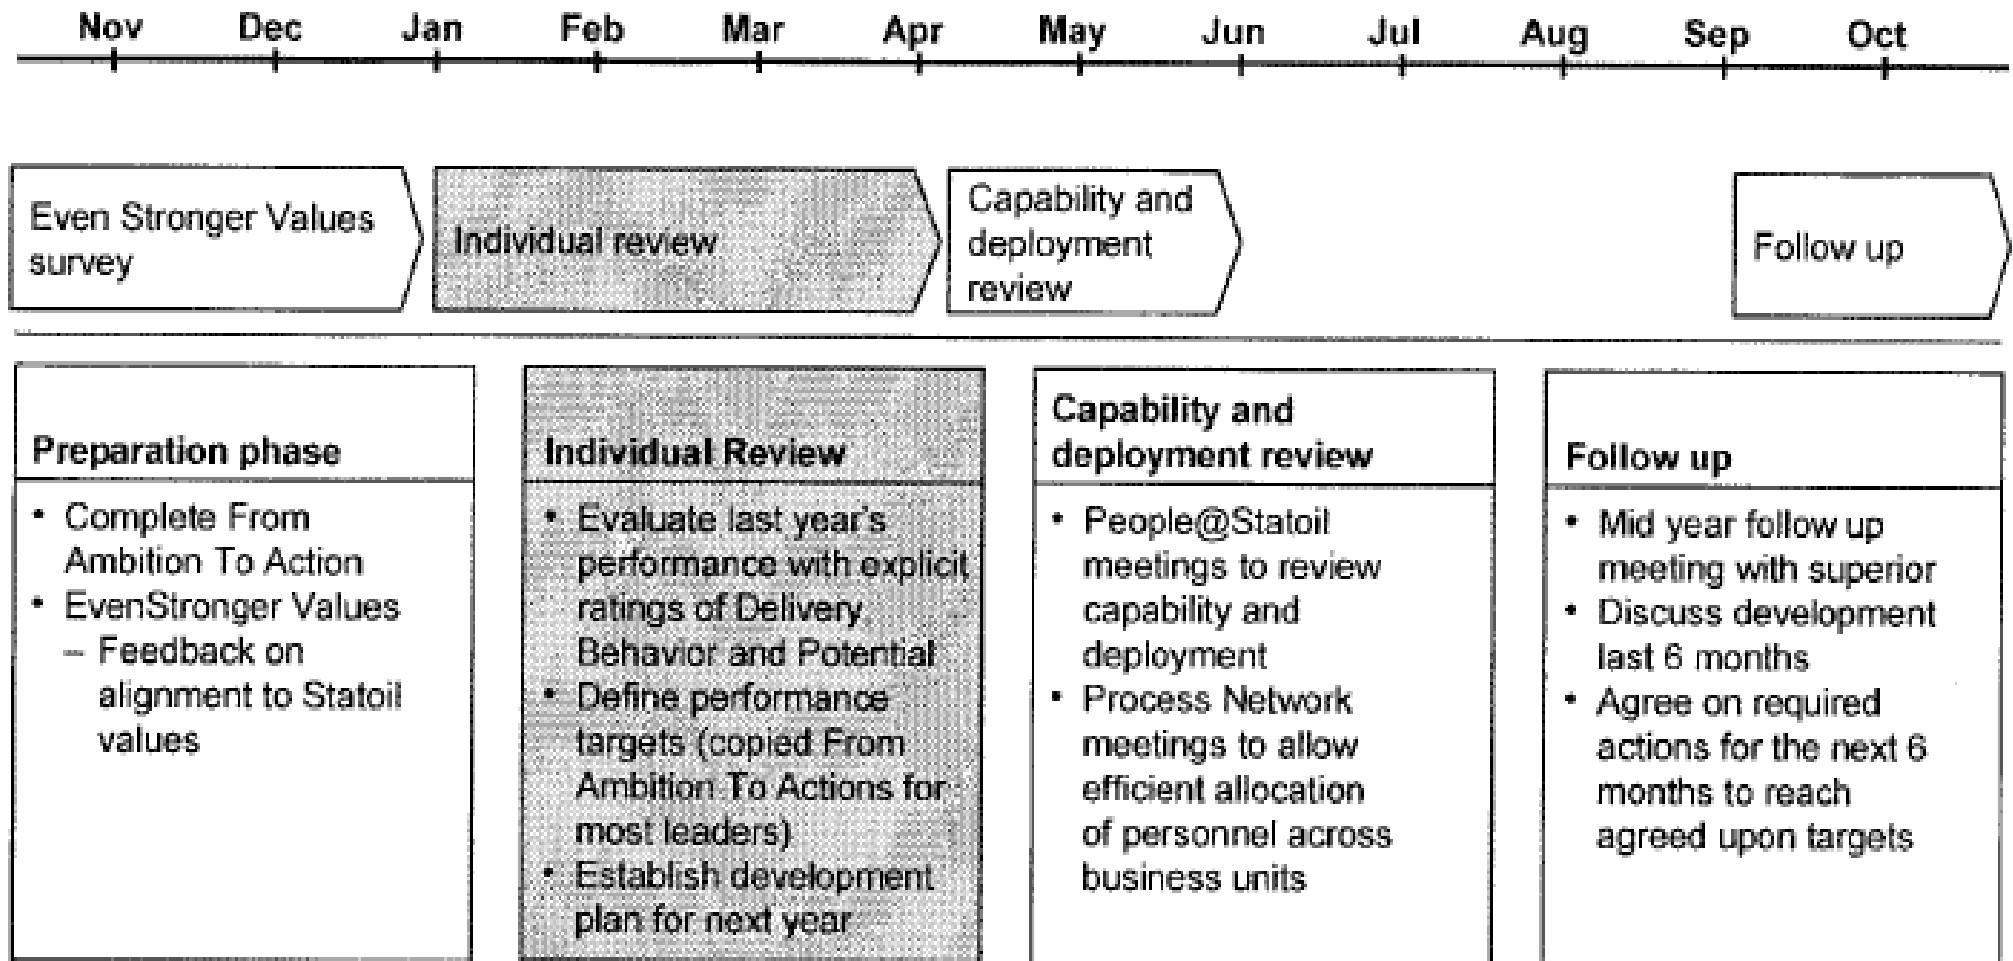 Nov Dec Jan Feb Mar Apr May Jun Jul Aug Sep Oct
Even Stronger Values
survey
Individual review
Capability and
deployment
review
Follow up
Preparation phase
• Complete From
Ambition To Action
• EvenStronger Values
– Feedback on
alignment to Statoil
values
Individual Review
• Evaluate last year's
performance with explicit
ratings of Delivery
Behavior and Potential
• Define performance
targets (copied From
Ambition To Actions for
most leaders)
• Establish development
plan for next year
Capability and
deployment review
• People@Statoil
meetings to review
capability and
deployment
• Process Network
meetings to allow
efficient allocation
of personnel across
business units
Follow up
• Mid year follow up
meeting with superior
• Discuss development
last 6 months
• Agree on required
actions for the next 6
months to reach
agreed upon targets